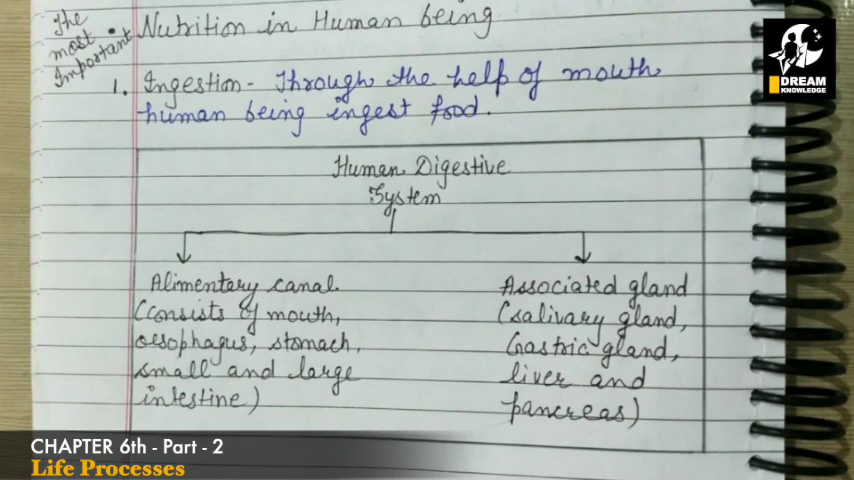 The
most
Important
• Nutrition in Human being
1. Ingestion - Through the help of mouth
human being ingest food.
Human Digestive
System
Alimentary canal
(consists of mouth,
oesophagus, stomach,
small and large
intestine)
Associated gland
(salivary gland,
Gastric gland,
liver and
pancreas)
DREAM
KNOWLEDGE
CHAPTER 6th - Part - 2
Life Processes